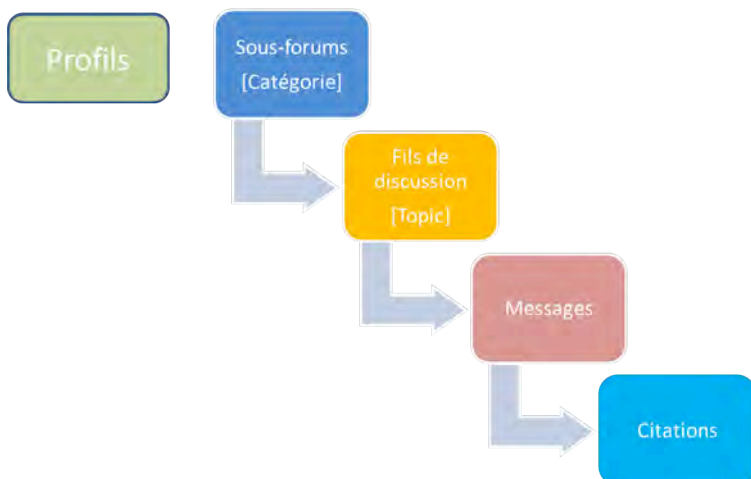 Profils
Sous-forums
[Catégorie]
Fils de
discussion
[Topic]
Messages
Citations